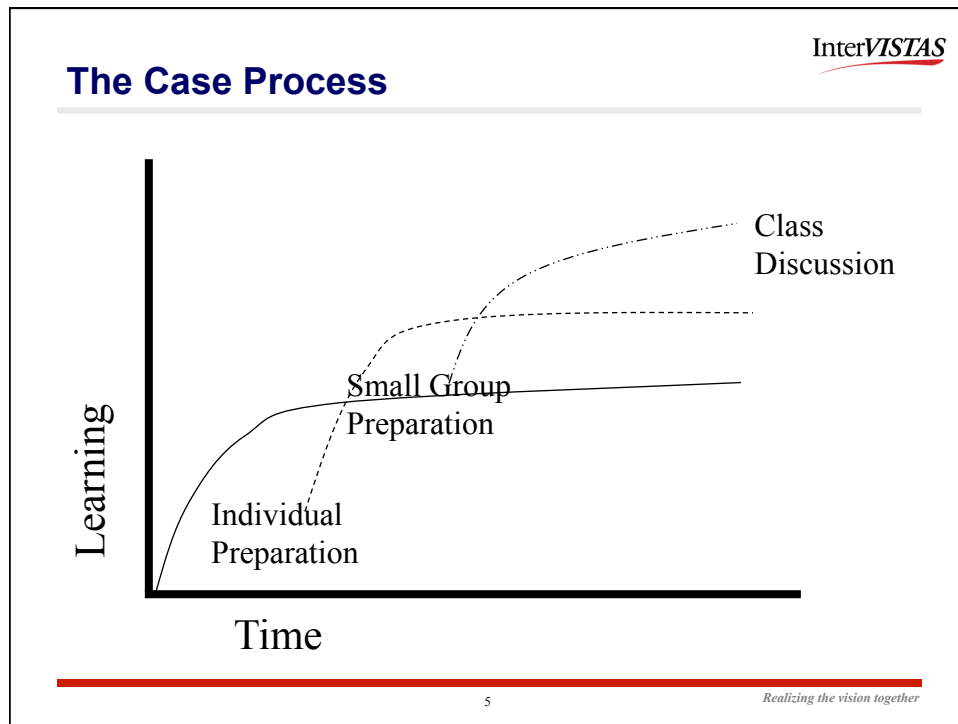 InterVISTAS
The Case Process
Class
Discussion
Small Group
Preparation
Individual
Preparation
Learning
Time
5
Realizing the vision together